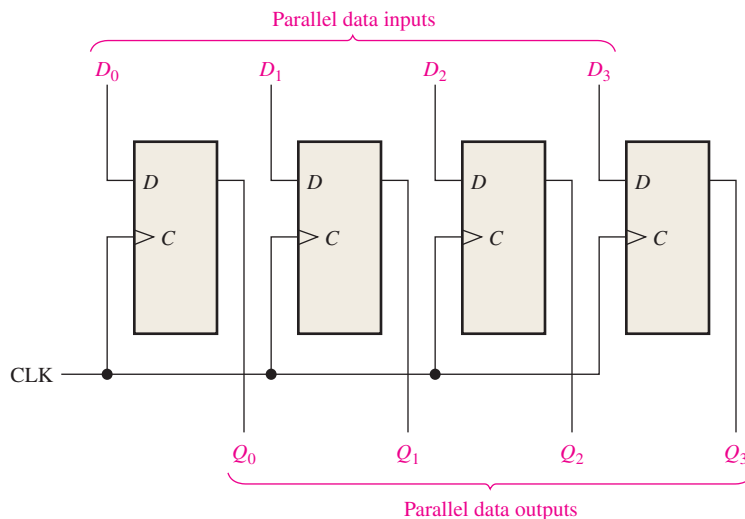 Parallel data inputs
D0 D1 D2 D3
D D D D
C C C C
CLK
Q0 Q1 Q2 Q3
Parallel data outputs